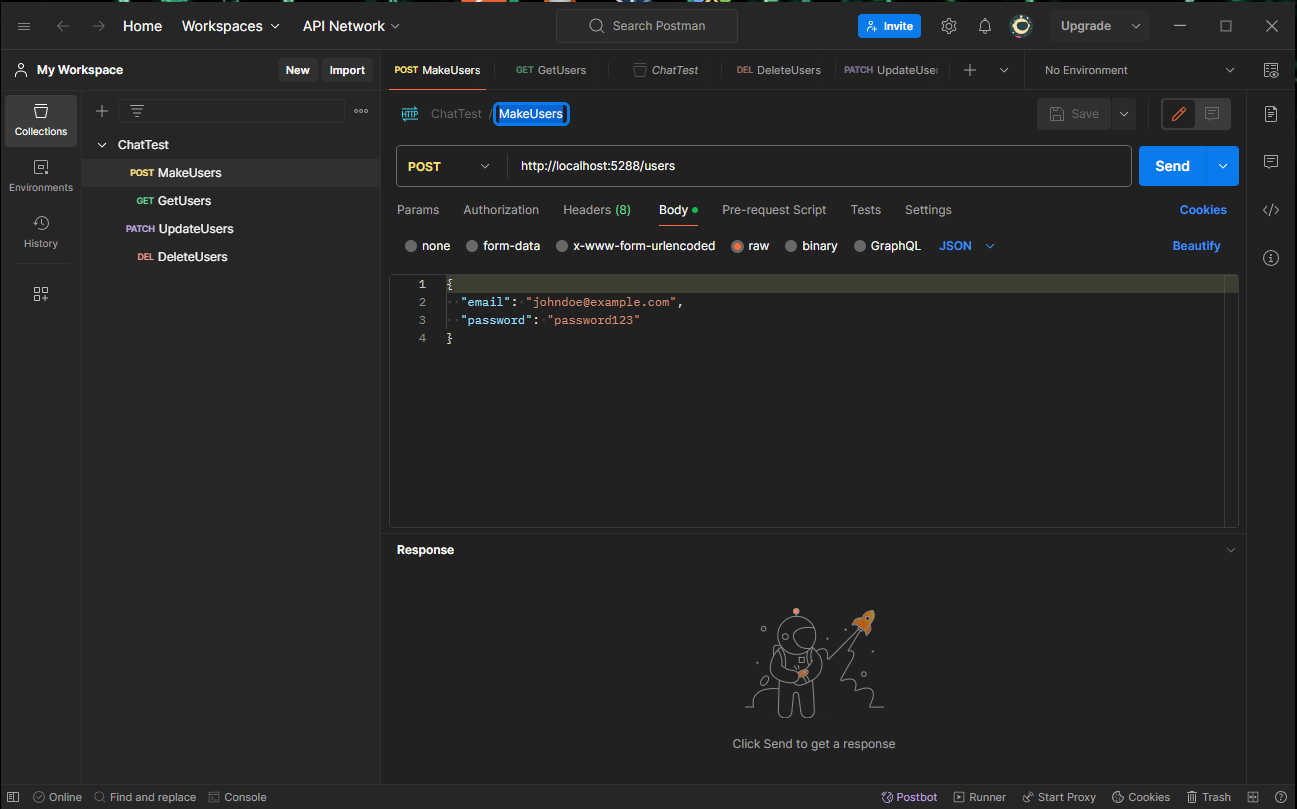 Home Workspaces API Network Search Postman Invite Upgrade
My Workspace New Import POST MakeUsers GET GetUsers ChatTest DEL DeleteUsers PATCH UpdateUser No Environment
Collections
Environments
History
ChatTest
POST MakeUsers
GET GetUsers
PATCH UpdateUsers
DEL DeleteUsers
HTTP ChatTest / MakeUsers Save
POST http://localhost:5288/users Send
Params Authorization Headers (8) Body Pre-request Script Tests Settings Cookies
none form-data x-www-form-urlencoded raw binary GraphQL JSON Beautify
1 {
2 "email": "johndoe@example.com",
3 "password": "password123"
4 }
Response
Click Send to get a response
Online Find and replace Console Postbot Runner Start Proxy Cookies Trash